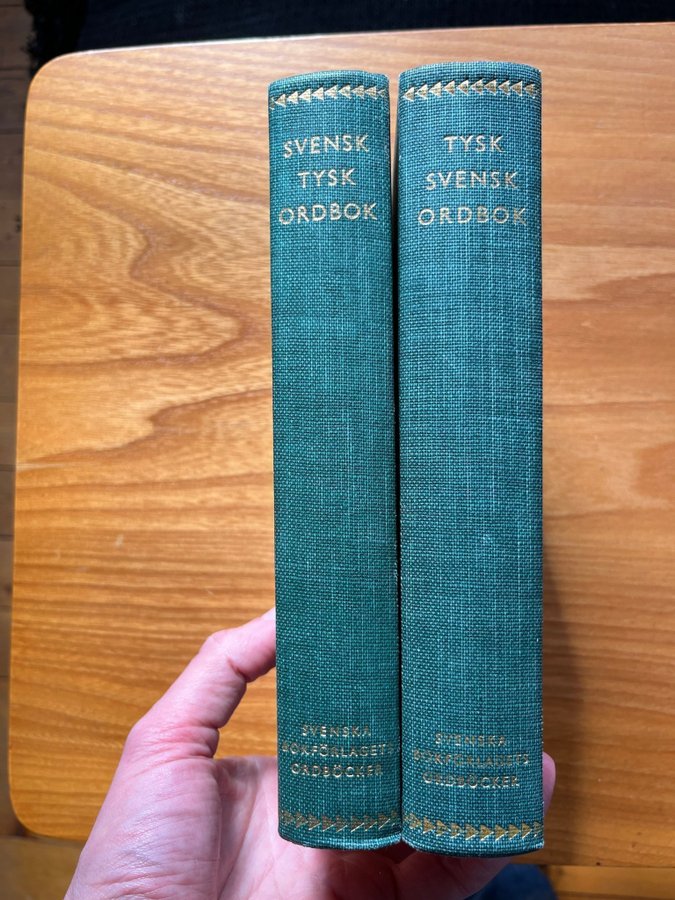 SVENSK
TYSK
ORDBOK
SVENSKA
BOKFÖRLAGETS
ORDBÖCKER
TYSK
SVENSK
ORDBOK
SVENSKA
BOKFÖRLAGETS
ORDBÖCKER